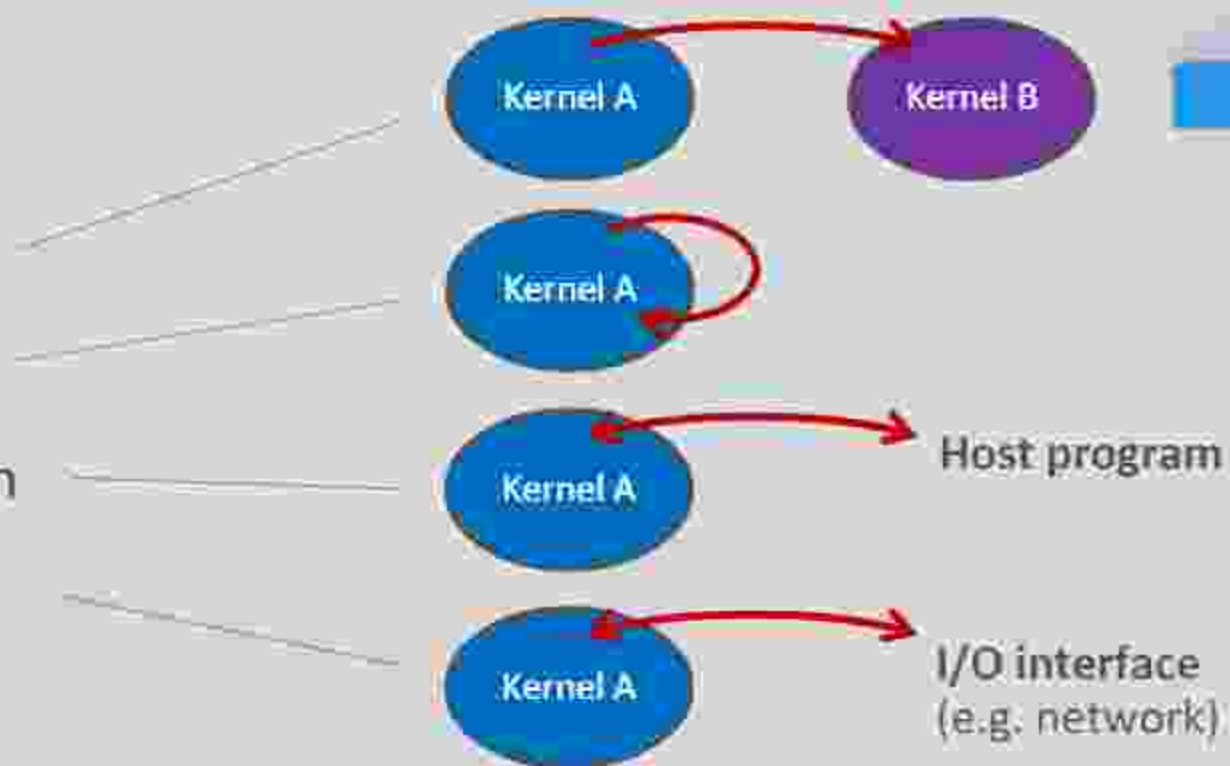 Kernel A
Kernel B
Kernel A
n
Kernel A
Host program
Kernel A
I/O interface
(e.g. network)